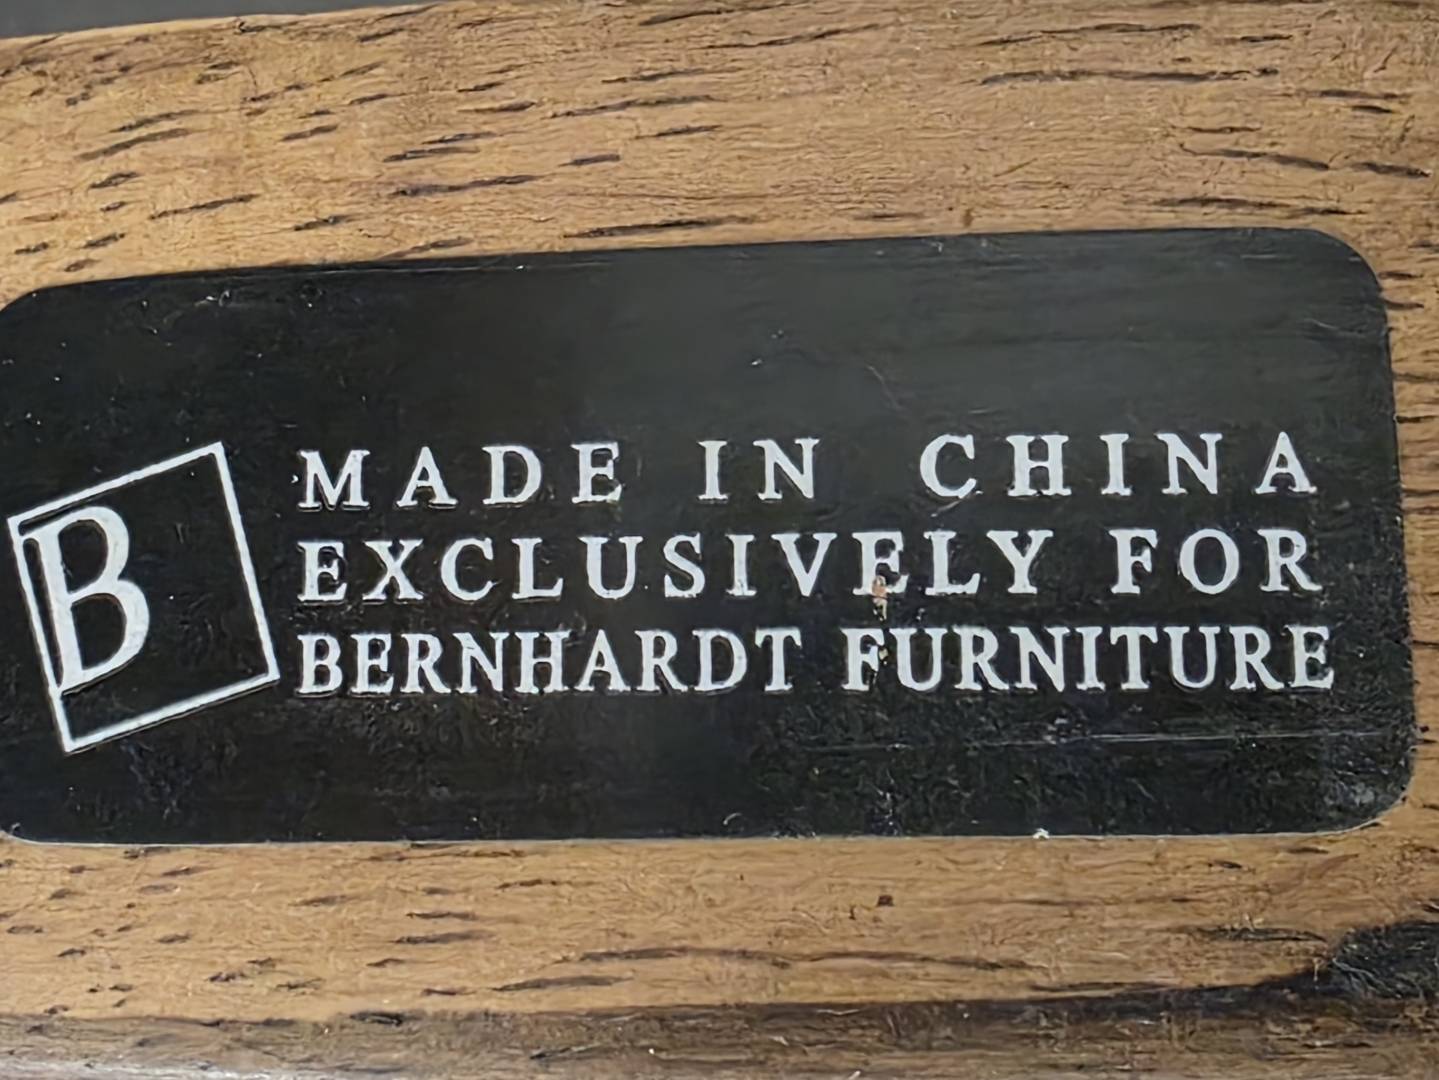 B
MADE IN CHINA
EXCLUSIVELY FOR
BERNHARDT FURNITURE